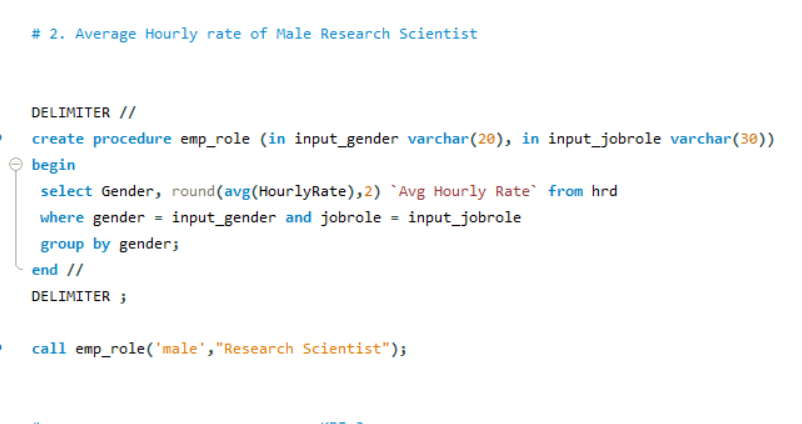 # 2. Average Hourly rate of Male Research Scientist
DELIMITER //
create procedure emp_role (in input_gender varchar(20), in input_jobrole varchar(30))
begin
select Gender, round(avg(HourlyRate),2) `Avg Hourly Rate` from hrd
where gender = input_gender and jobrole = input_jobrole
group by gender;
end //
DELIMITER ;
call emp_role('male',"Research Scientist");